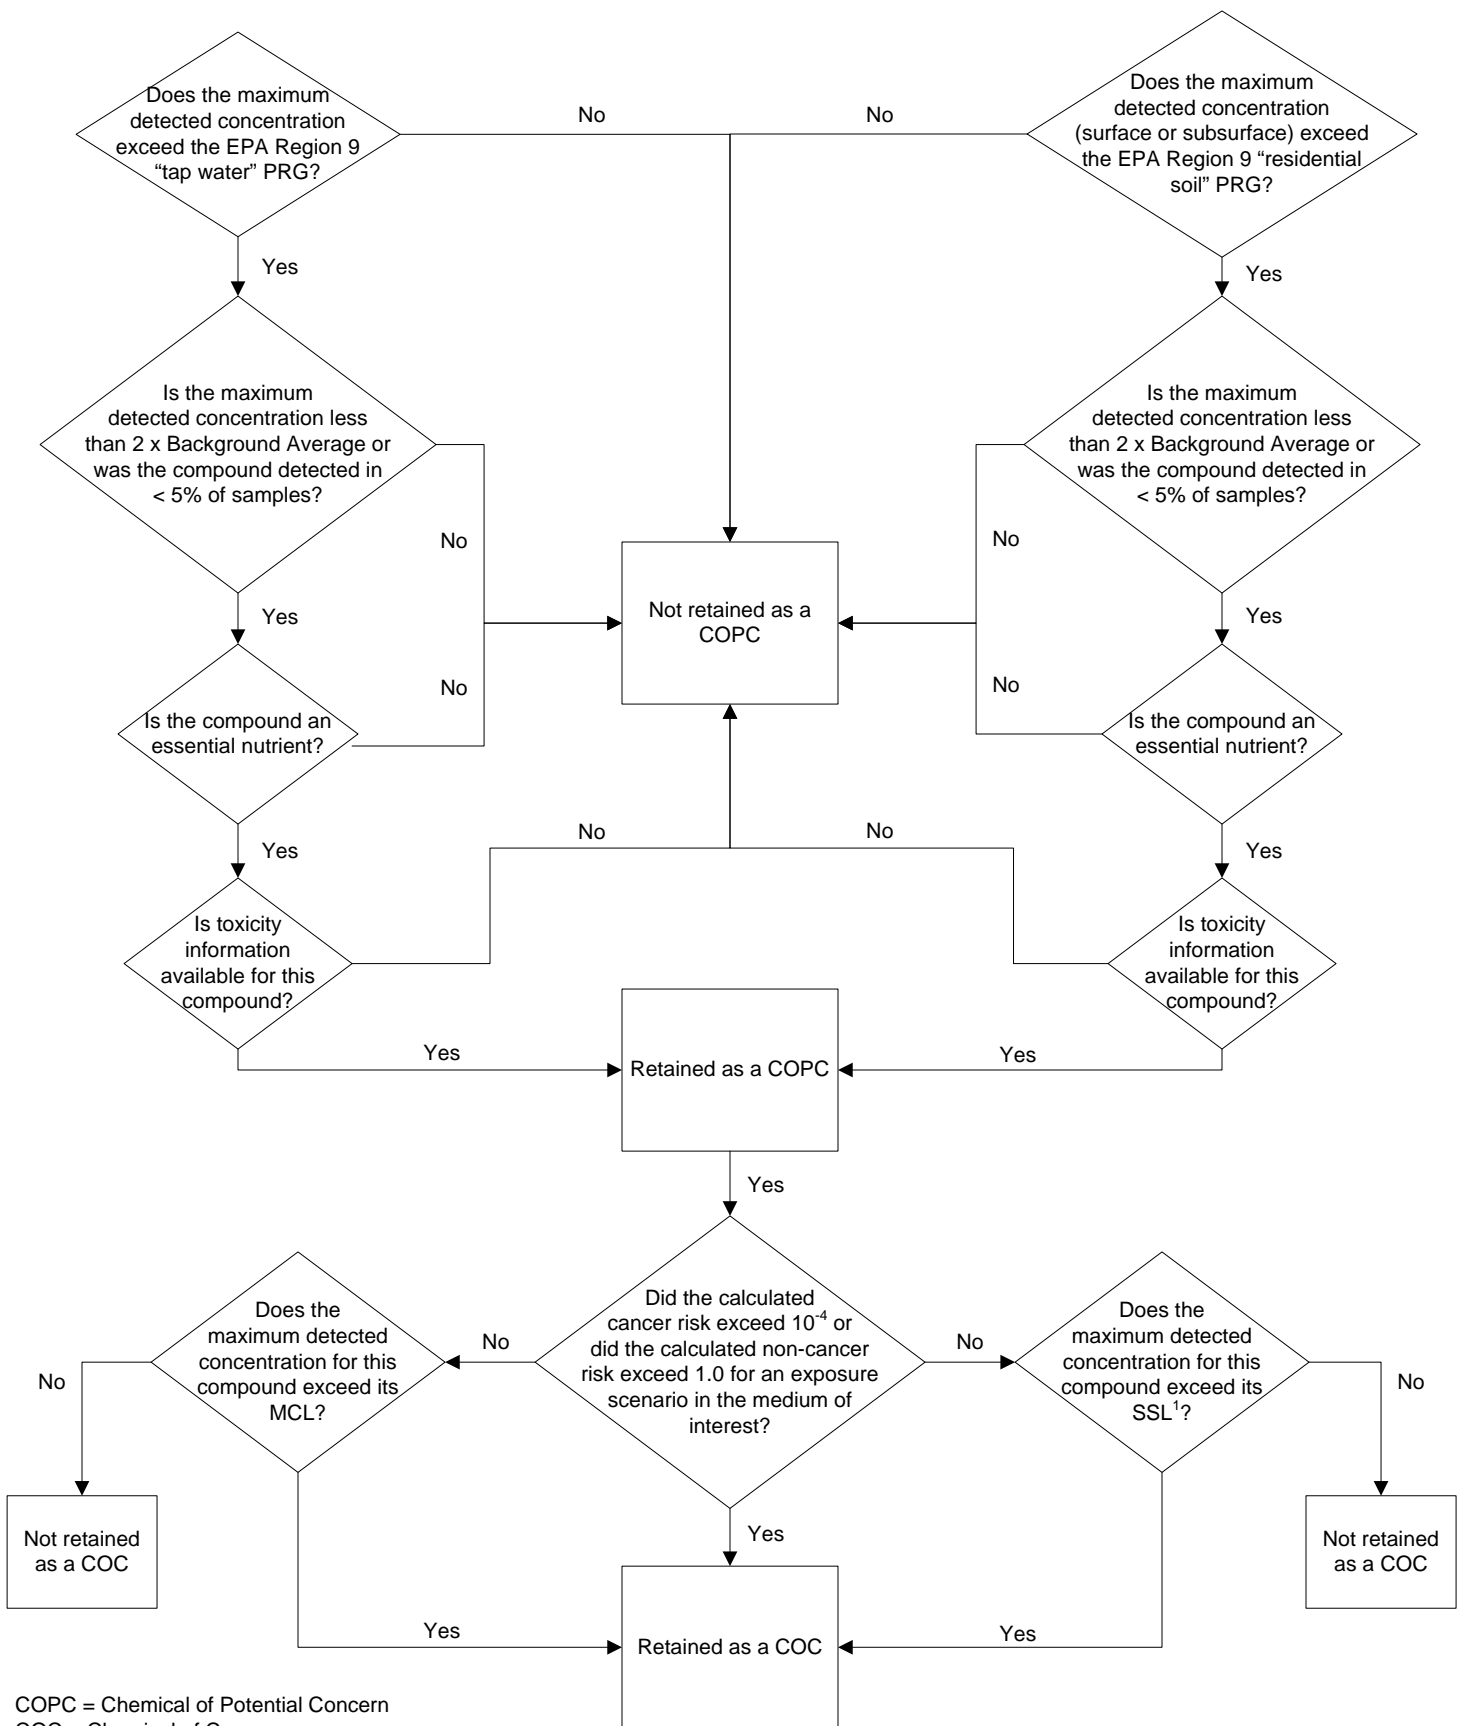 Does the maximum
detected concentration
exceed the EPA Region 9
“tap water” PRG?
No
No
Does the maximum
detected concentration
(surface or subsurface) exceed
the EPA Region 9 “residential
soil” PRG?
Yes
Yes
Is the maximum
detected concentration less
than 2 x Background Average or
was the compound detected in
< 5% of samples?
Is the maximum
detected concentration less
than 2 x Background Average or
was the compound detected in
< 5% of samples?
No
No
Not retained as a
COPC
Yes
Yes
No
No
Is the compound an
essential nutrient?
Is the compound an
essential nutrient?
Yes
No
No
Yes
Is toxicity
information
available for this
compound?
Is toxicity
information
available for this
compound?
Yes
Retained as a COPC
Yes
Yes
Does the
maximum detected
concentration for this
compound exceed its
MCL?
No
Did the calculated
cancer risk exceed 10⁻⁴ or
did the calculated non-cancer
risk exceed 1.0 for an exposure
scenario in the medium of
interest?
No
Does the
maximum detected
concentration for this
compound exceed its
SSL¹?
No
No
Not retained
as a COC
Yes
Not retained
as a COC
Yes
Retained as a COC
Yes
COPC = Chemical of Potential Concern